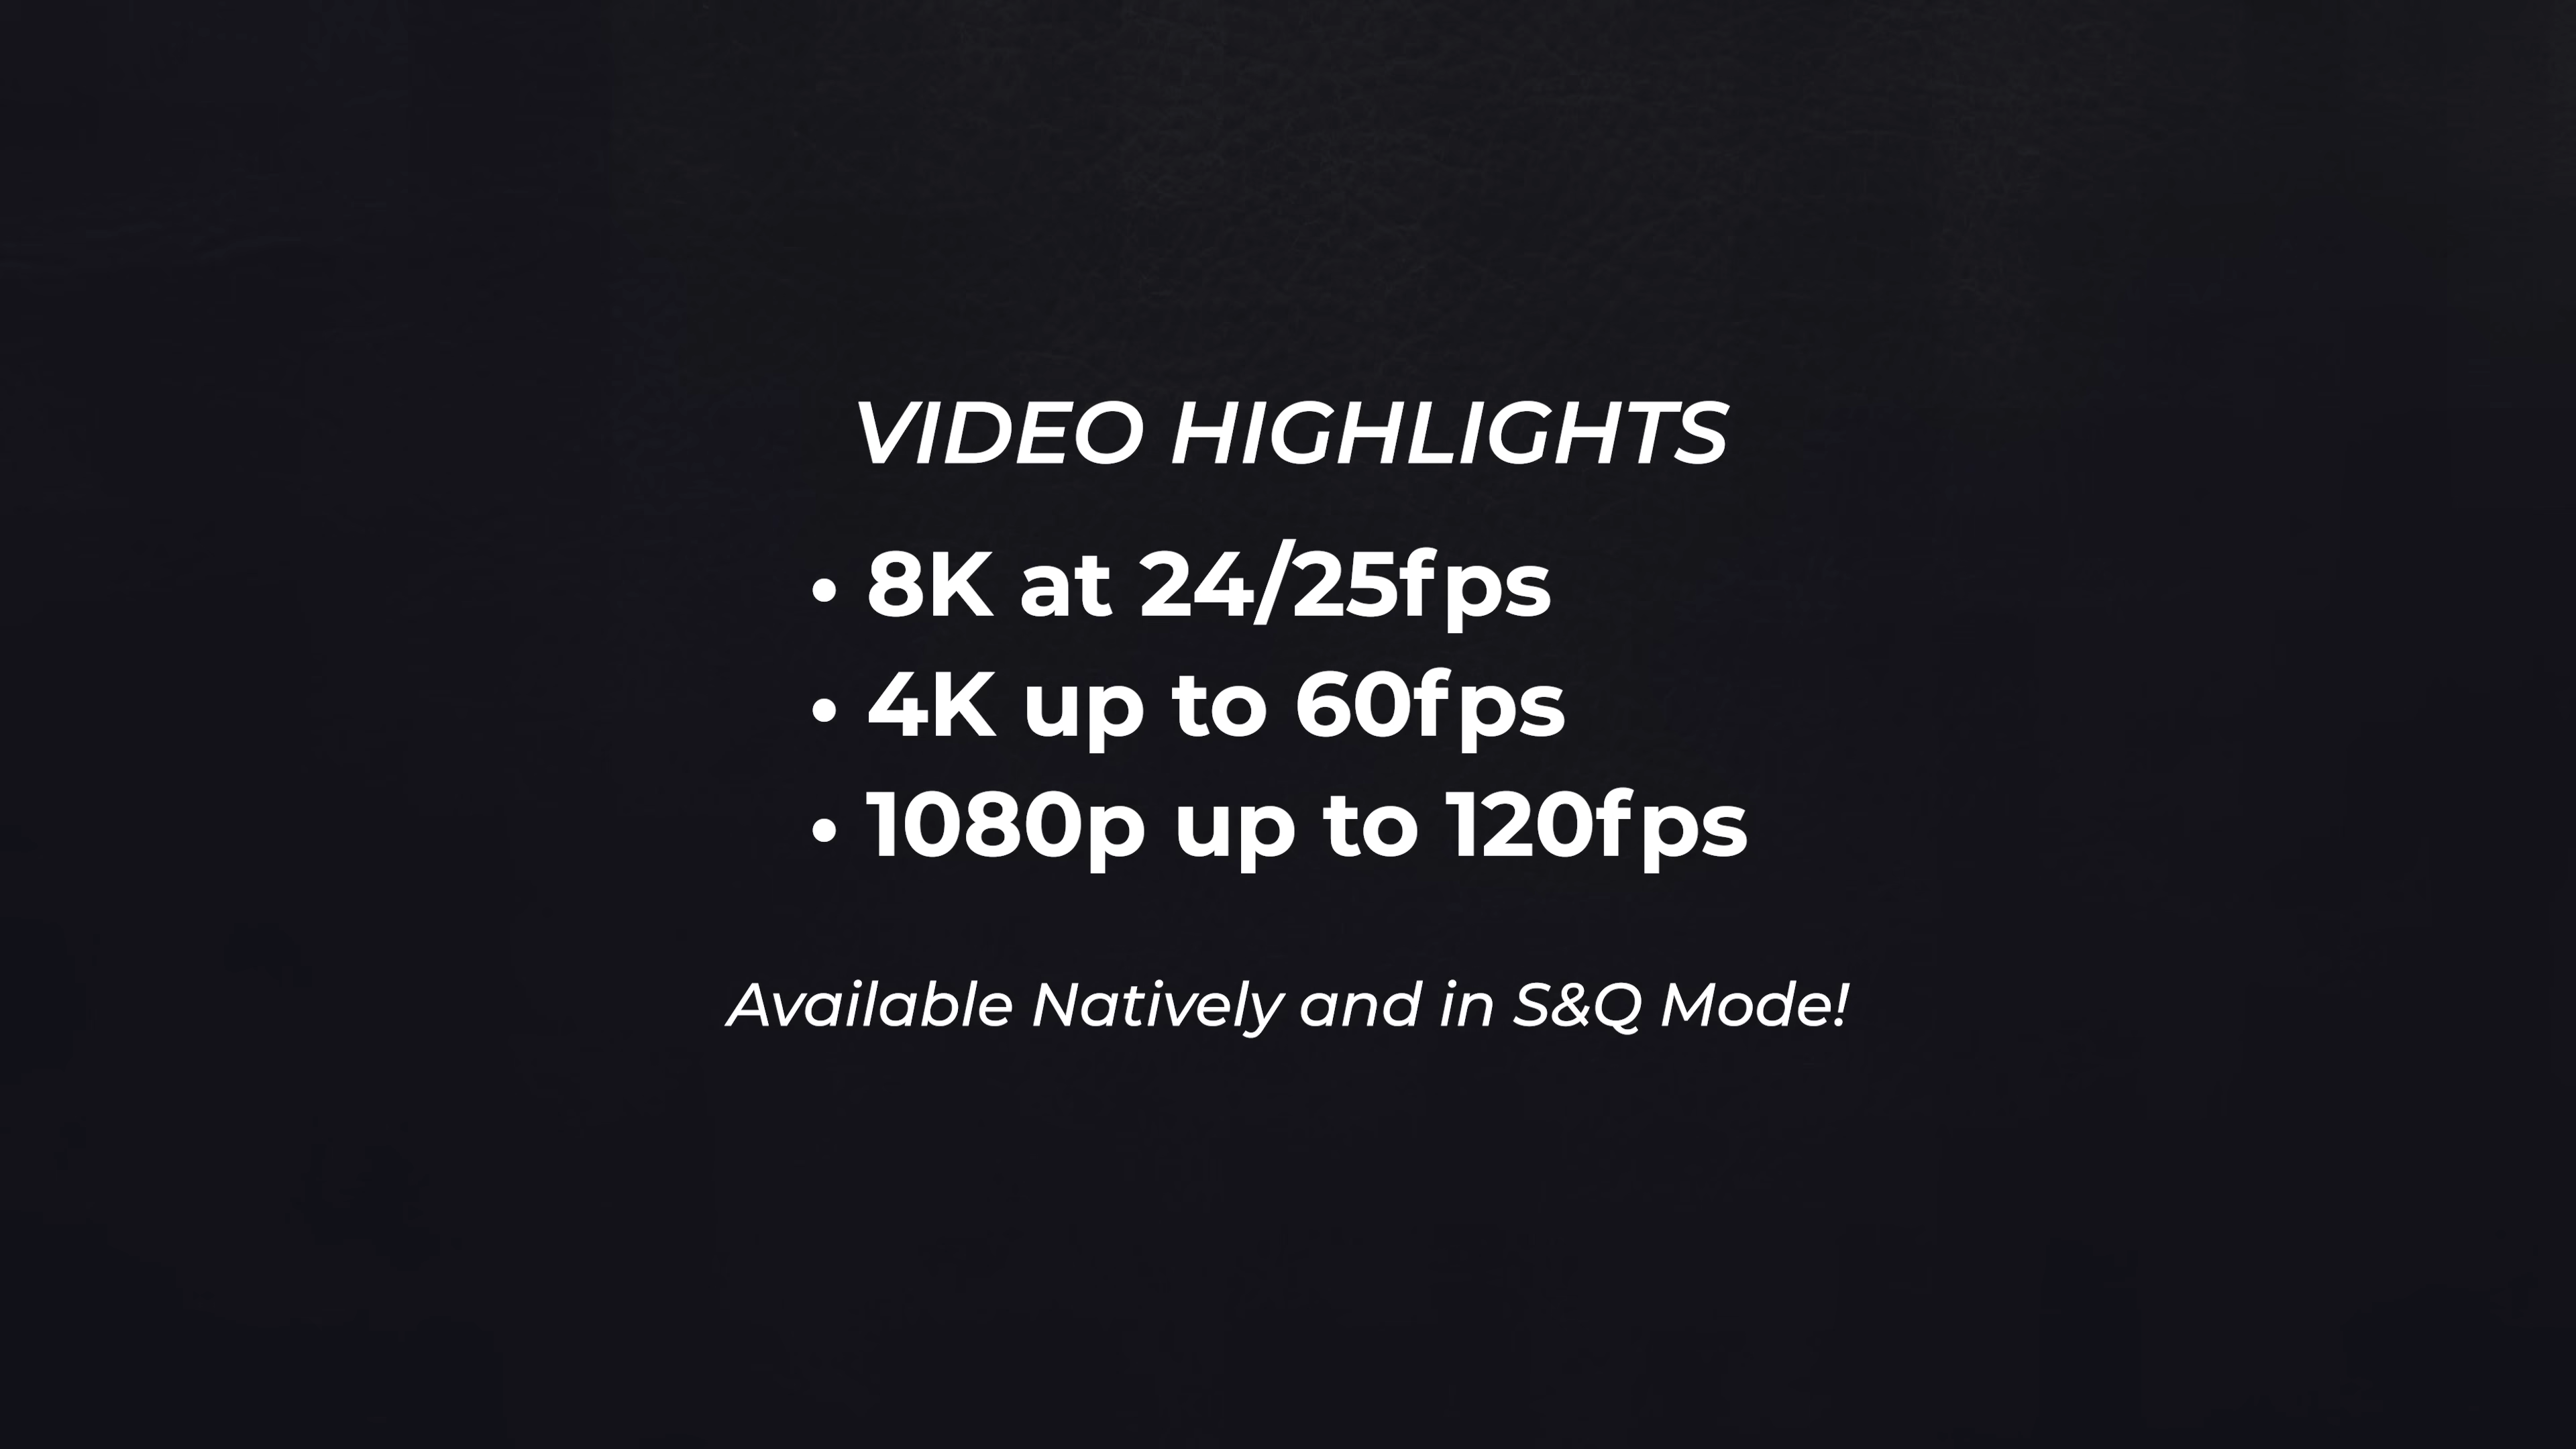 VIDEO HIGHLIGHTS
• 8K at 24/25fps
• 4K up to 60fps
• 1080p up to 120fps
Available Natively and in S&Q Mode!